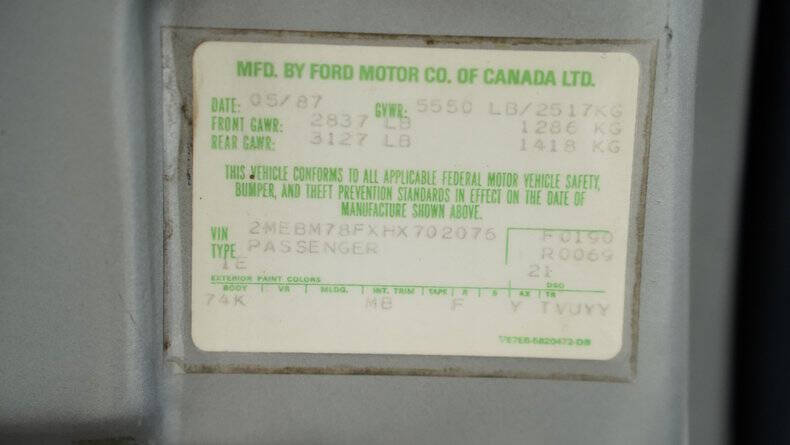 MFD. BY FORD MOTOR CO. OF CANADA LTD.
DATE: 05/87 GVWR: 5550 LB/2517KG
FRONT GAWR: 2837 LB 1286 KG
REAR GAWR: 3127 LB 1418 KG
THIS VEHICLE CONFORMS TO ALL APPLICABLE FEDERAL MOTOR VEHICLE SAFETY,
BUMPER, AND THEFT PREVENTION STANDARDS IN EFFECT ON THE DATE OF
MANUFACTURE SHOWN ABOVE.
VIN 2MEBM78FXHX702076 F0190
TYPE PASSENGER R0069
1E 21
EXTERIOR PAINT COLORS DSO
BODY VR MLDG. INT. TRIM TAPE R S AX TR
74K MB F Y TVUYY